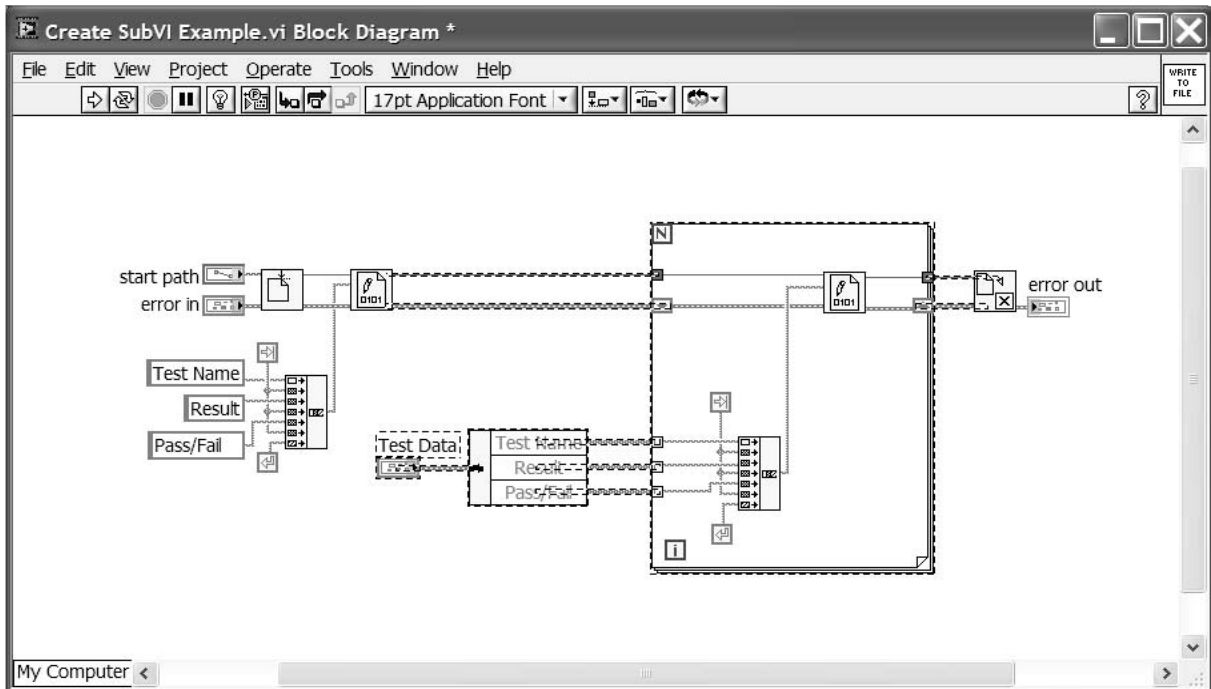 Create SubVI Example.vi Block Diagram *
File Edit View Project Operate Tools Window Help
WRITE
TO
FILE
17pt Application Font
N
start path
error in
0101
0101
error out
Test Name
Result
Pass/Fail
Test Data
Test Name
Result
Pass/Fail
i
My Computer